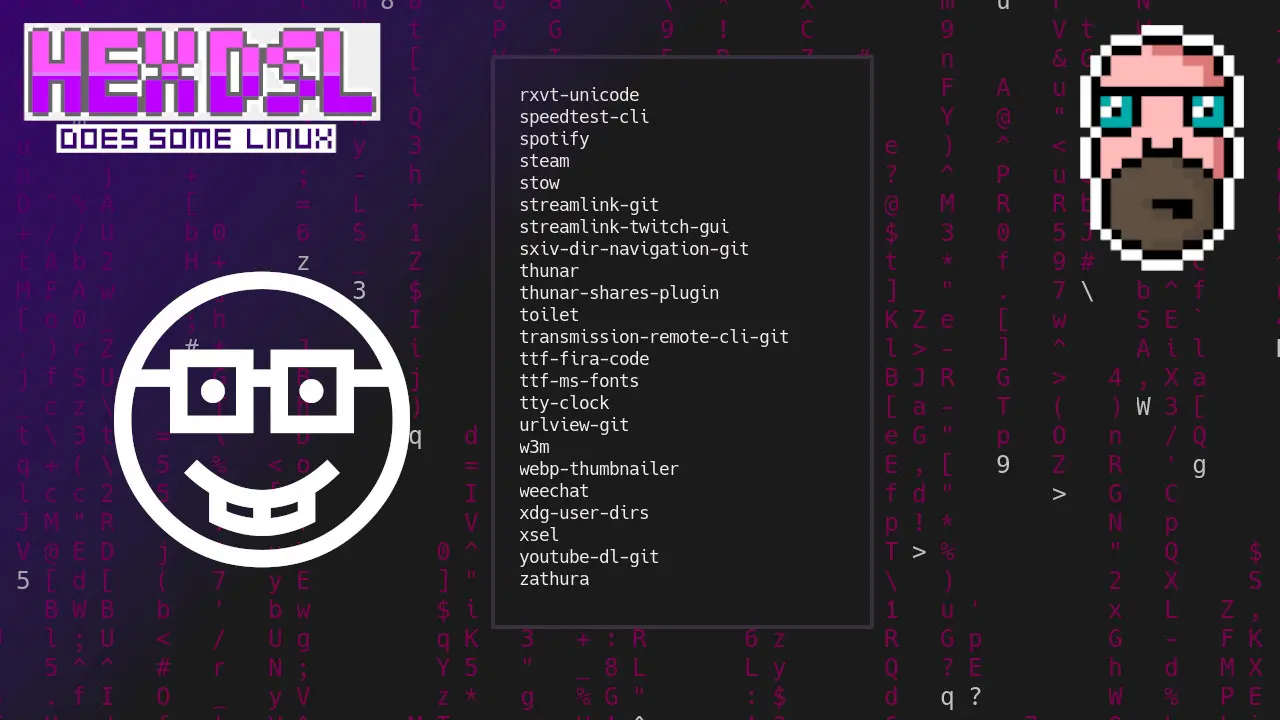 HEXDSL
DOES SOME LINUX
rxvt-unicode
speedtest-cli
spotify
steam
stow
streamlink-git
streamlink-twitch-gui
sxiv-dir-navigation-git
thunar
thunar-shares-plugin
toilet
transmission-remote-cli-git
ttf-fira-code
ttf-ms-fonts
tty-clock
urlview-git
w3m
webp-thumbnailer
weechat
xdg-user-dirs
xsel
youtube-dl-git
zathura